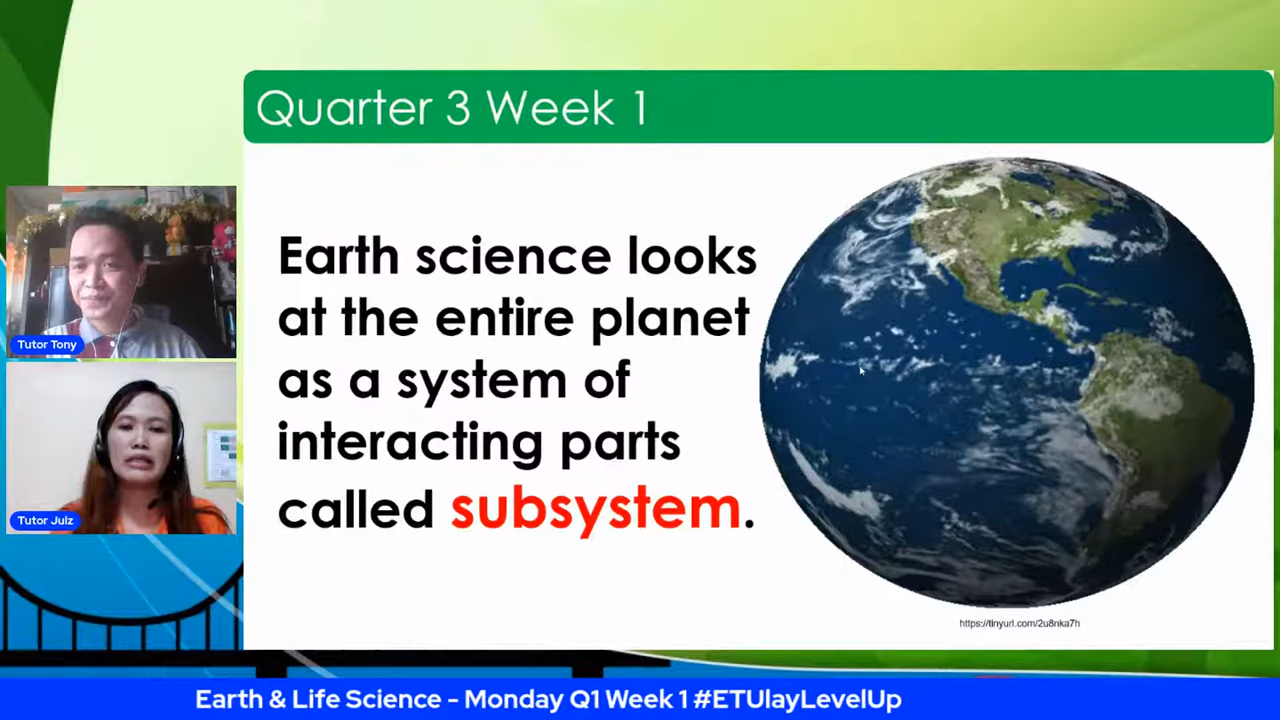 Quarter 3 Week 1
Earth science looks
at the entire planet
as a system of
interacting parts
called subsystem.
https://tinyurl.com/2u8nka7h
Tutor Tony
Tutor Julz
Earth & Life Science - Monday Q1 Week 1 #ETUlayLevelUp